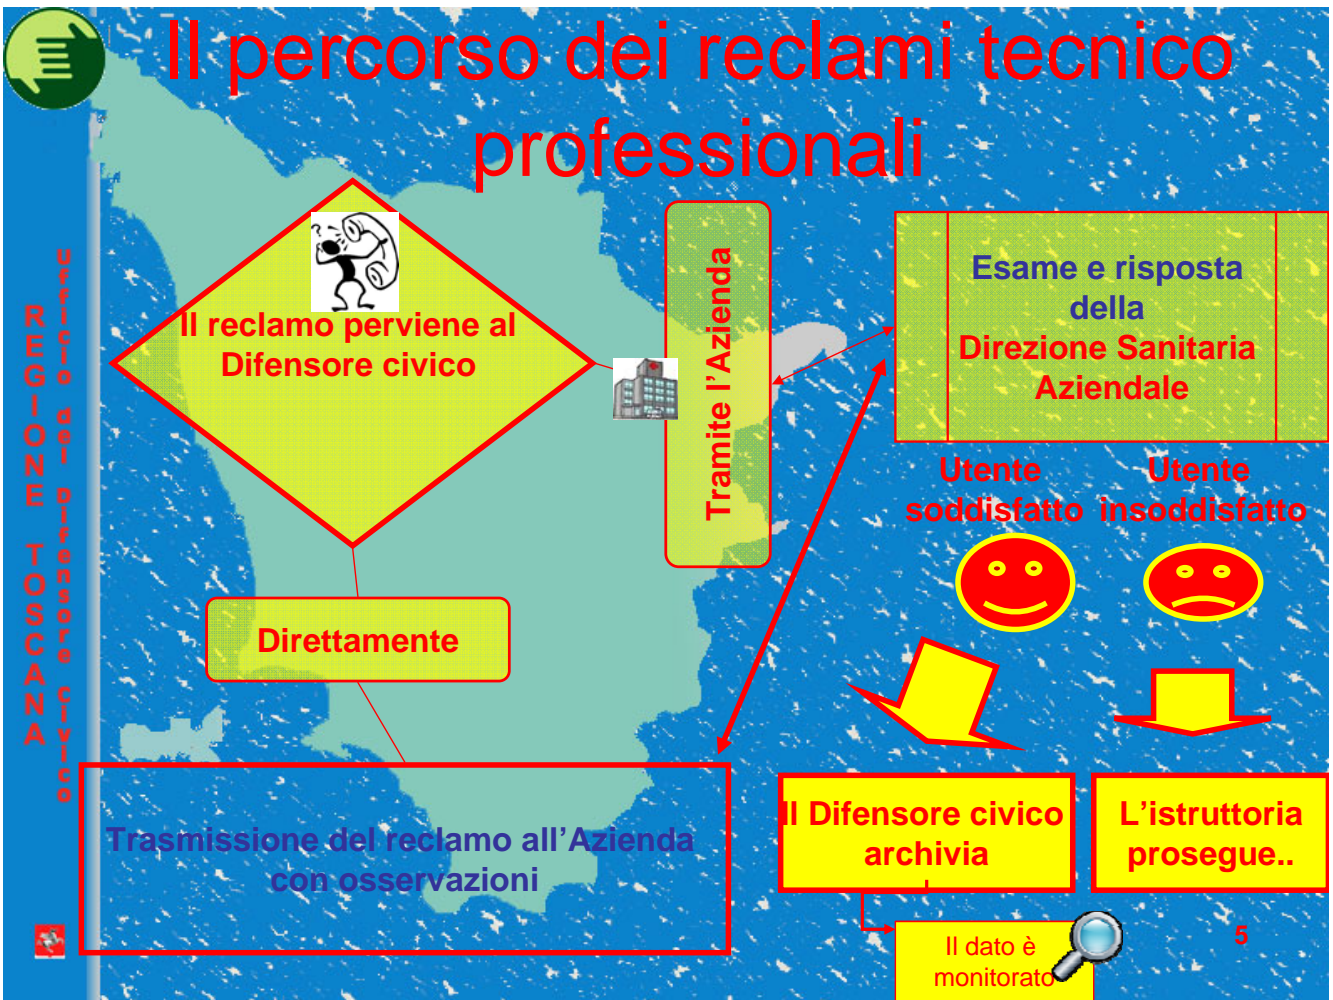 Il percorso dei reclami tecnico
professionali
REGIONE TOSCANA
Ufficio del Difensore civico
Il reclamo perviene al
Difensore civico
Tramite l'Azienda
Esame e risposta
della
Direzione Sanitaria
Aziendale
Utente
soddisfatto
Utente
insoddisfatto
Direttamente
Trasmissione del reclamo all'Azienda
con osservazioni
Il Difensore civico
archivia
L'istruttoria
prosegue..
Il dato è
monitorato
5